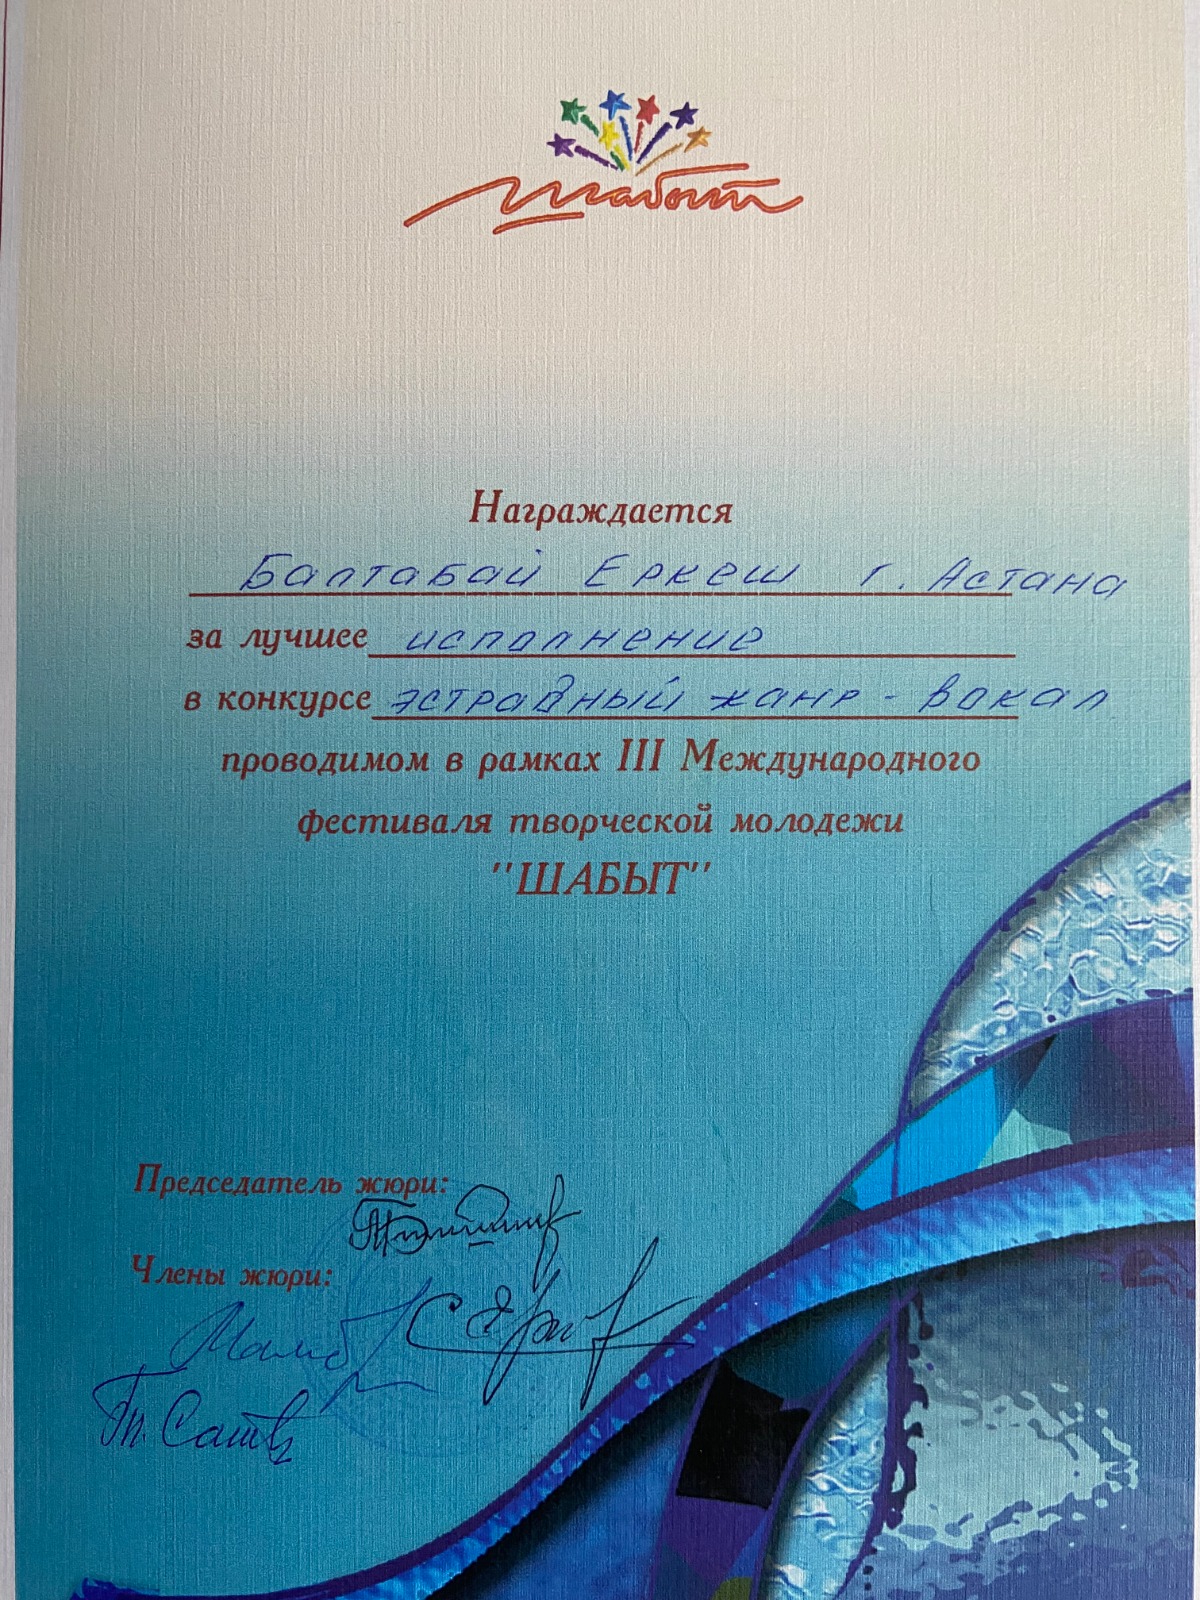 Шабыт
Награждается
Балтабай Еркеш г. Астана
за лучшее исполнение
в конкурсе эстрадный жанр - вокал
проводимом в рамках III Международного
фестиваля творческой молодежи
"ШАБЫТ"
Председатель жюри:
Члены жюри: